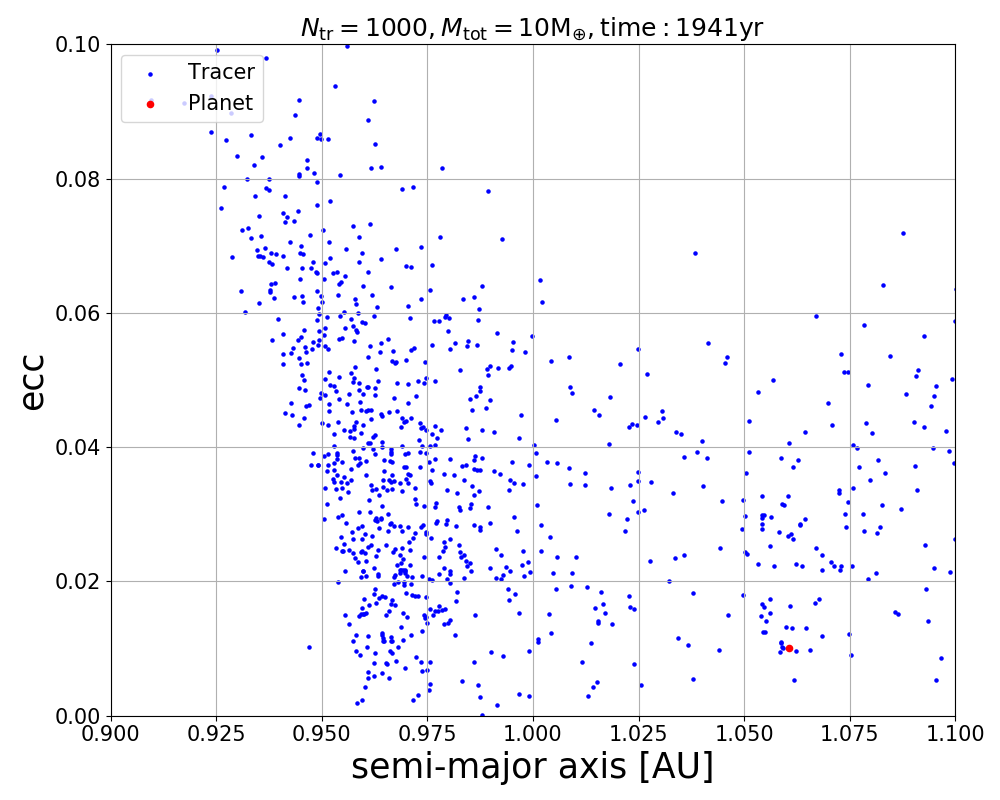 N_tr = 1000, M_tot = 10M_⊕, time : 1941yr
0.10
Tracer
Planet
0.08
0.06
ecc
0.04
0.02
0.00
0.900 0.925 0.950 0.975 1.000 1.025 1.050 1.075 1.100
semi-major axis [AU]